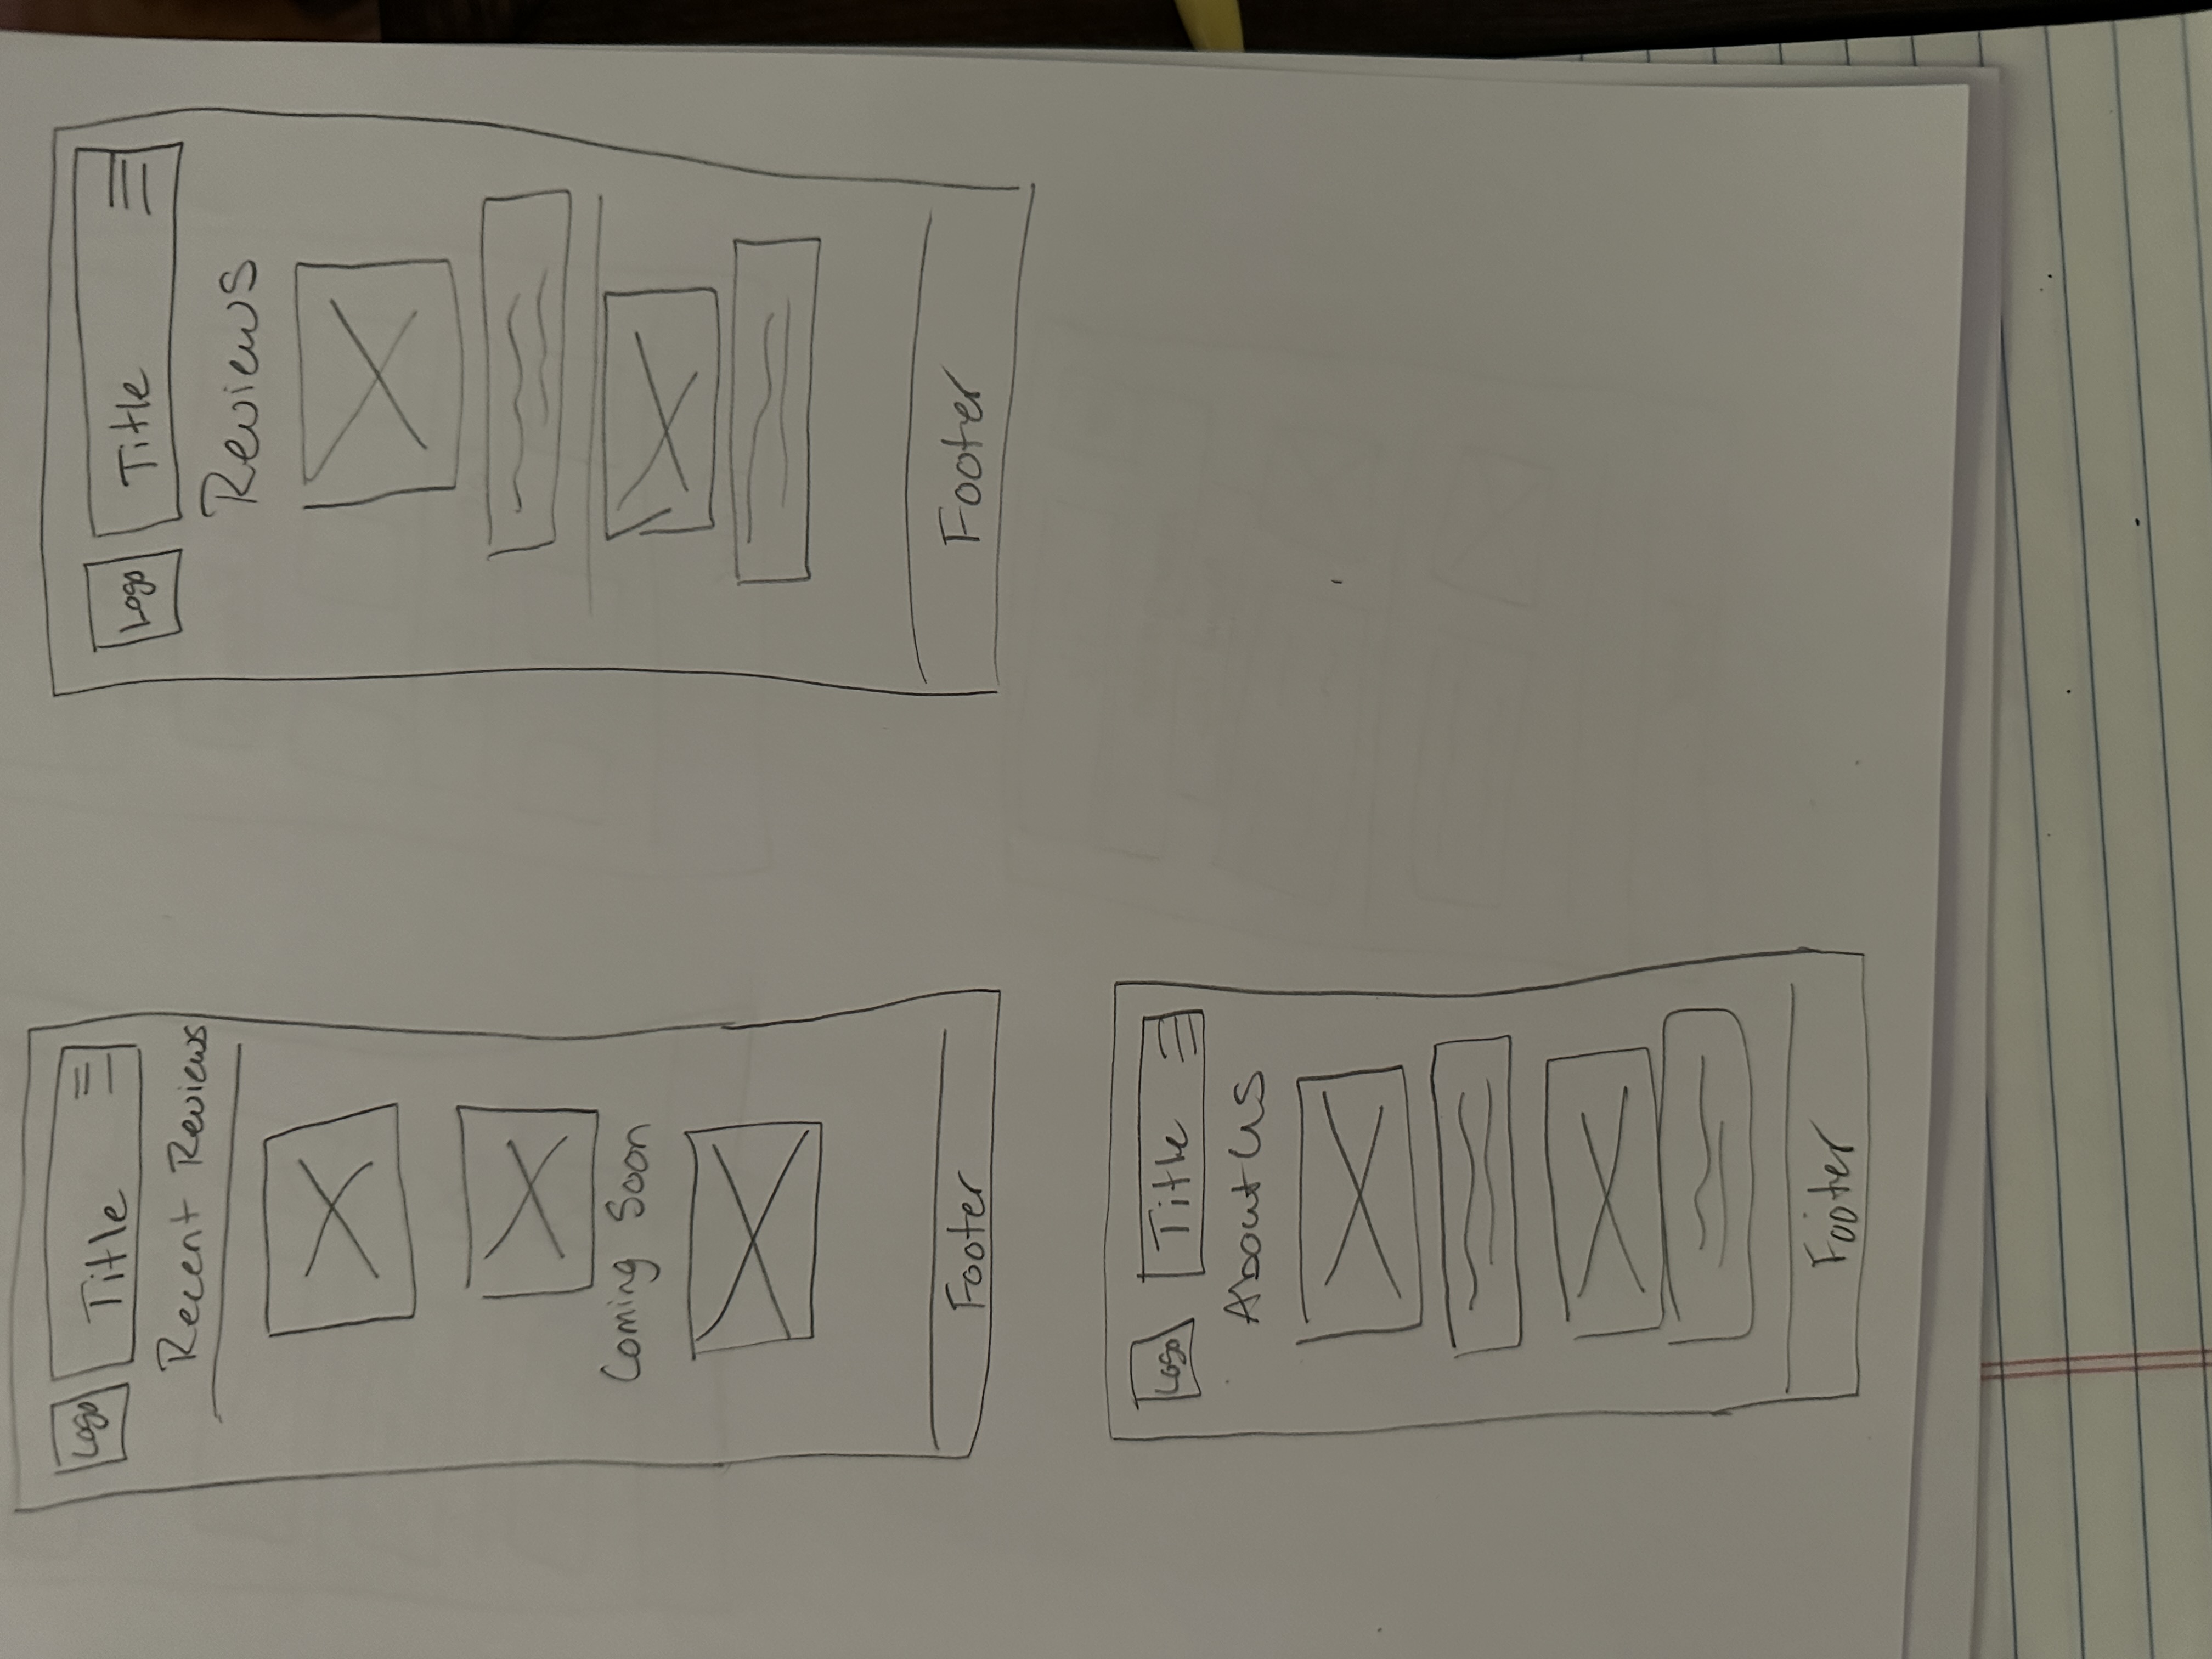 Logo Title
Recent Reviews
Coming Soon
Footer
Logo Title
Reviews
Footer
Logo Title
About Us
Footer